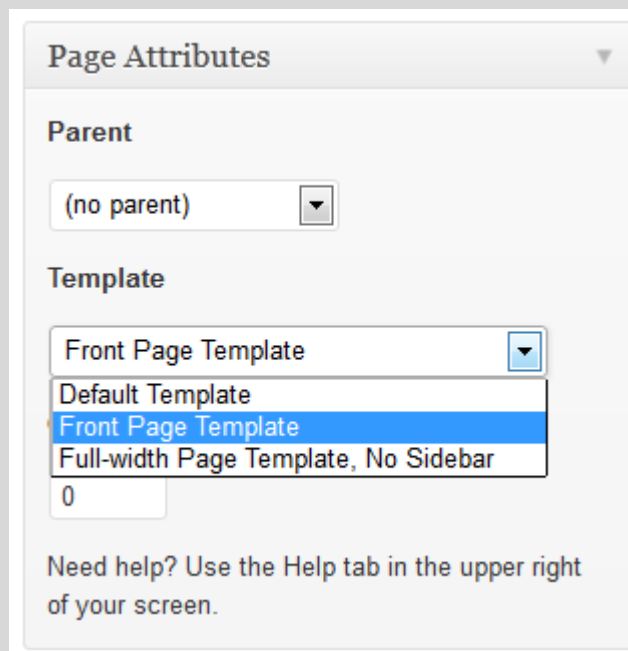 Page Attributes
Parent
(no parent)
Template
Front Page Template
Default Template
Front Page Template
Full-width Page Template, No Sidebar
0
Need help? Use the Help tab in the upper right
of your screen.